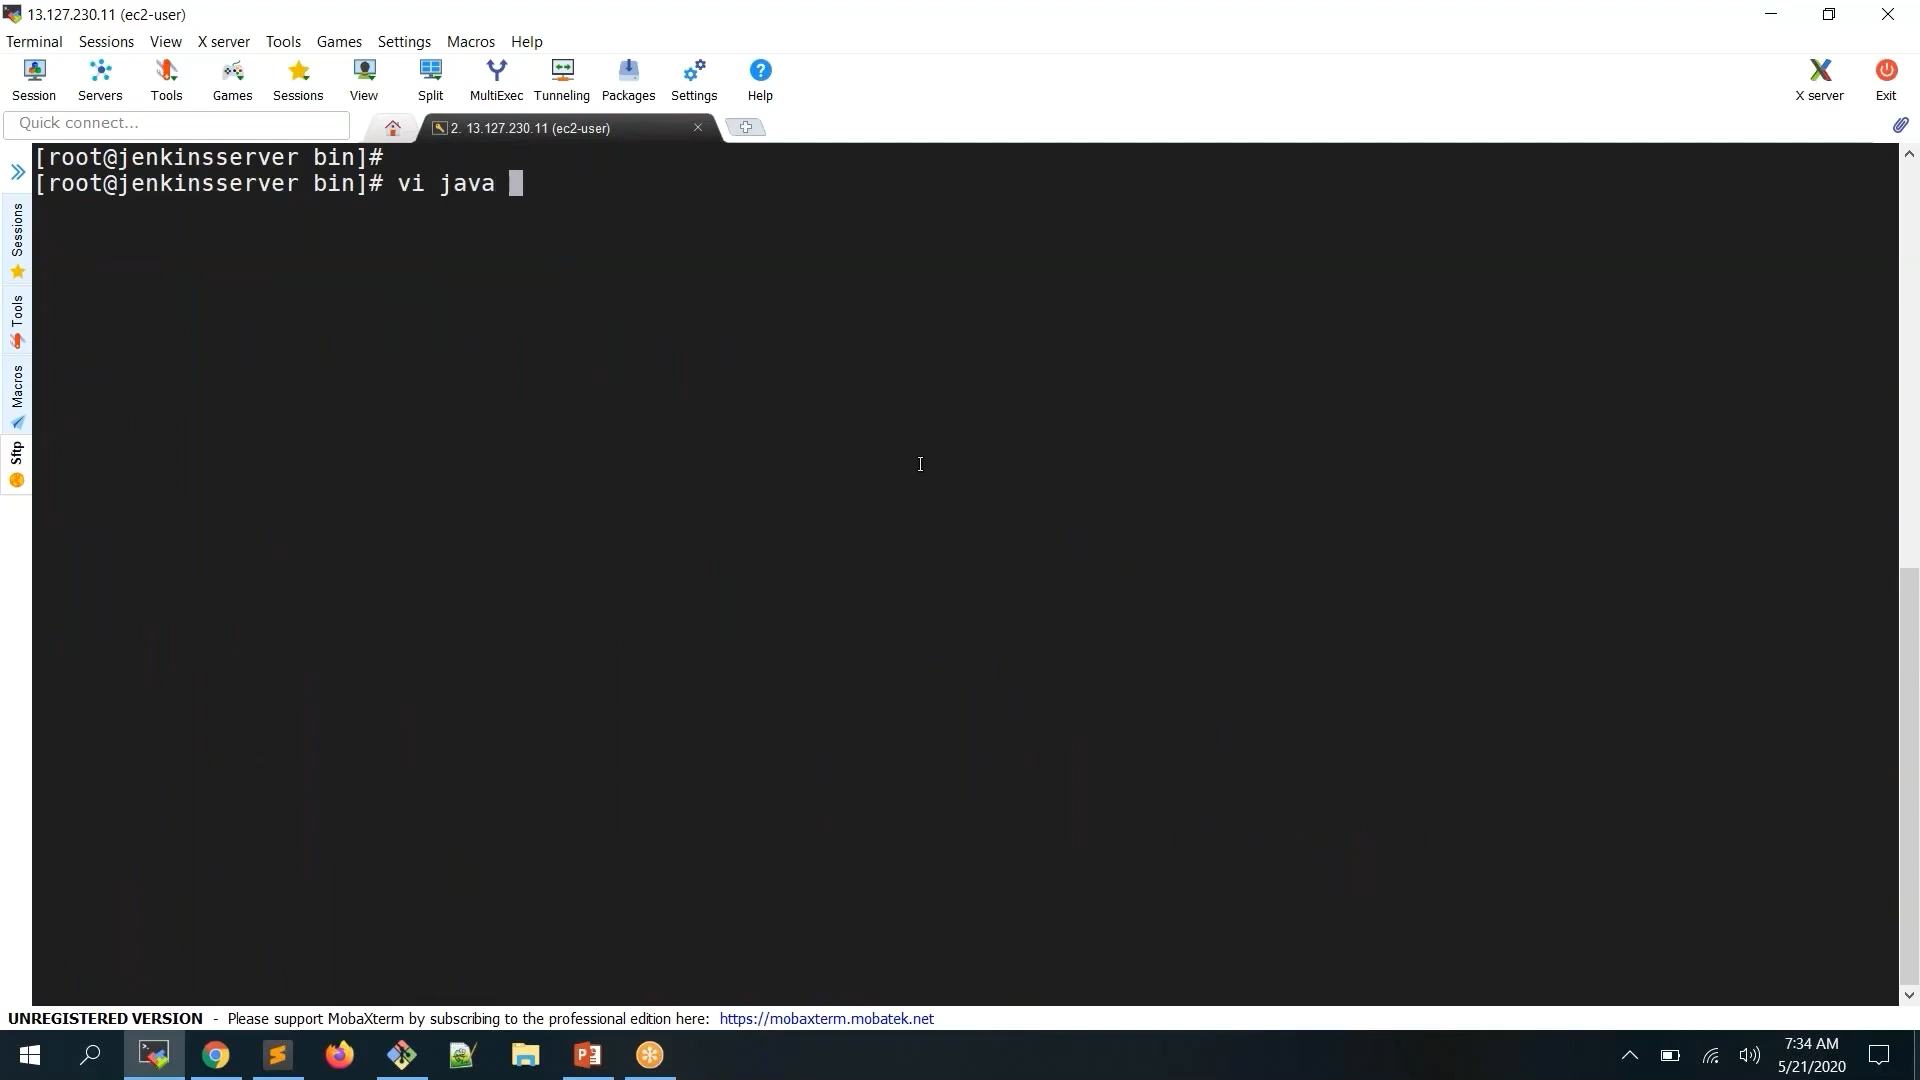 13.127.230.11 (ec2-user)
Terminal Sessions View X server Tools Games Settings Macros Help
Session Servers Tools Games Sessions View Split MultiExec Tunneling Packages Settings Help X server Exit
Quick connect...
2. 13.127.230.11 (ec2-user)
[root@jenkinsserver bin]#
[root@jenkinsserver bin]# vi java
Sessions
Tools
Macros
Sftp
UNREGISTERED VERSION - Please support MobaXterm by subscribing to the professional edition here: https://mobaxterm.mobatek.net
7:34 AM
5/21/2020